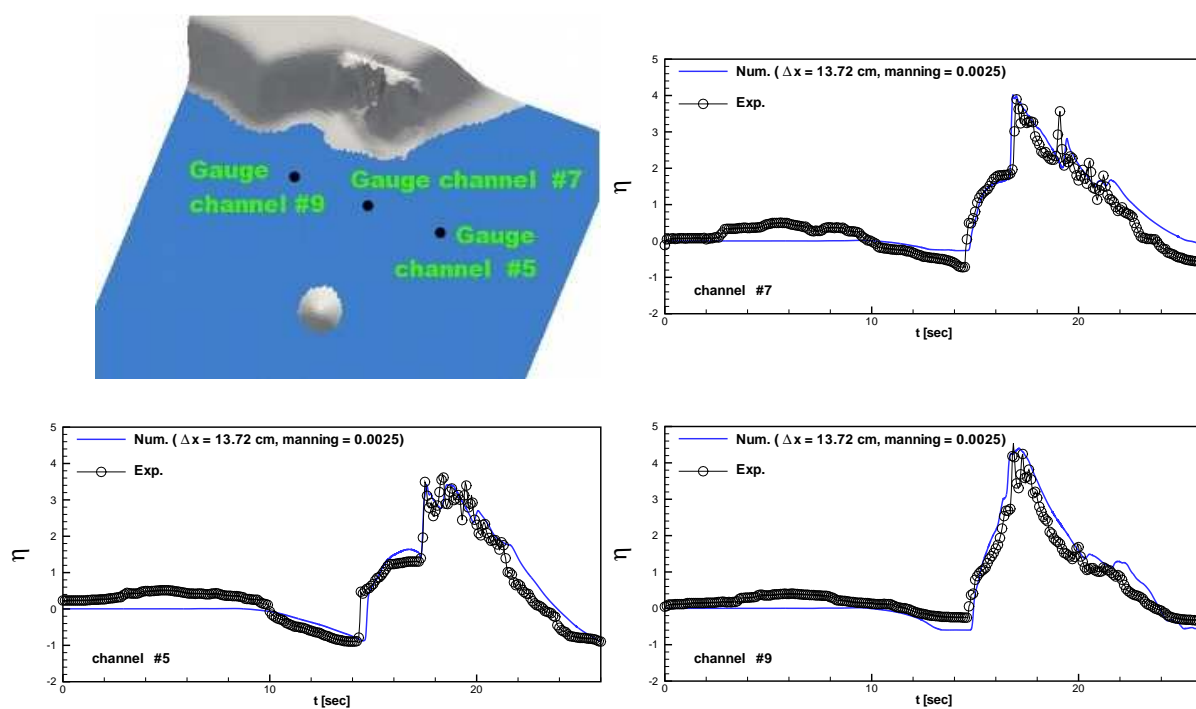 Gauge
channel #9
Gauge channel #7
Gauge
channel #5
Num. ( Δx = 13.72 cm, manning = 0.0025)
Exp.
η
5
4
3
2
1
0
-1
-2
channel #7
0
10
20
t [sec]
Num. ( Δx = 13.72 cm, manning = 0.0025)
Exp.
η
5
4
3
2
1
0
-1
-2
channel #5
0
10
20
t [sec]
Num. ( Δx = 13.72 cm, manning = 0.0025)
Exp.
η
5
4
3
2
1
0
-1
-2
channel #9
0
10
20
t [sec]